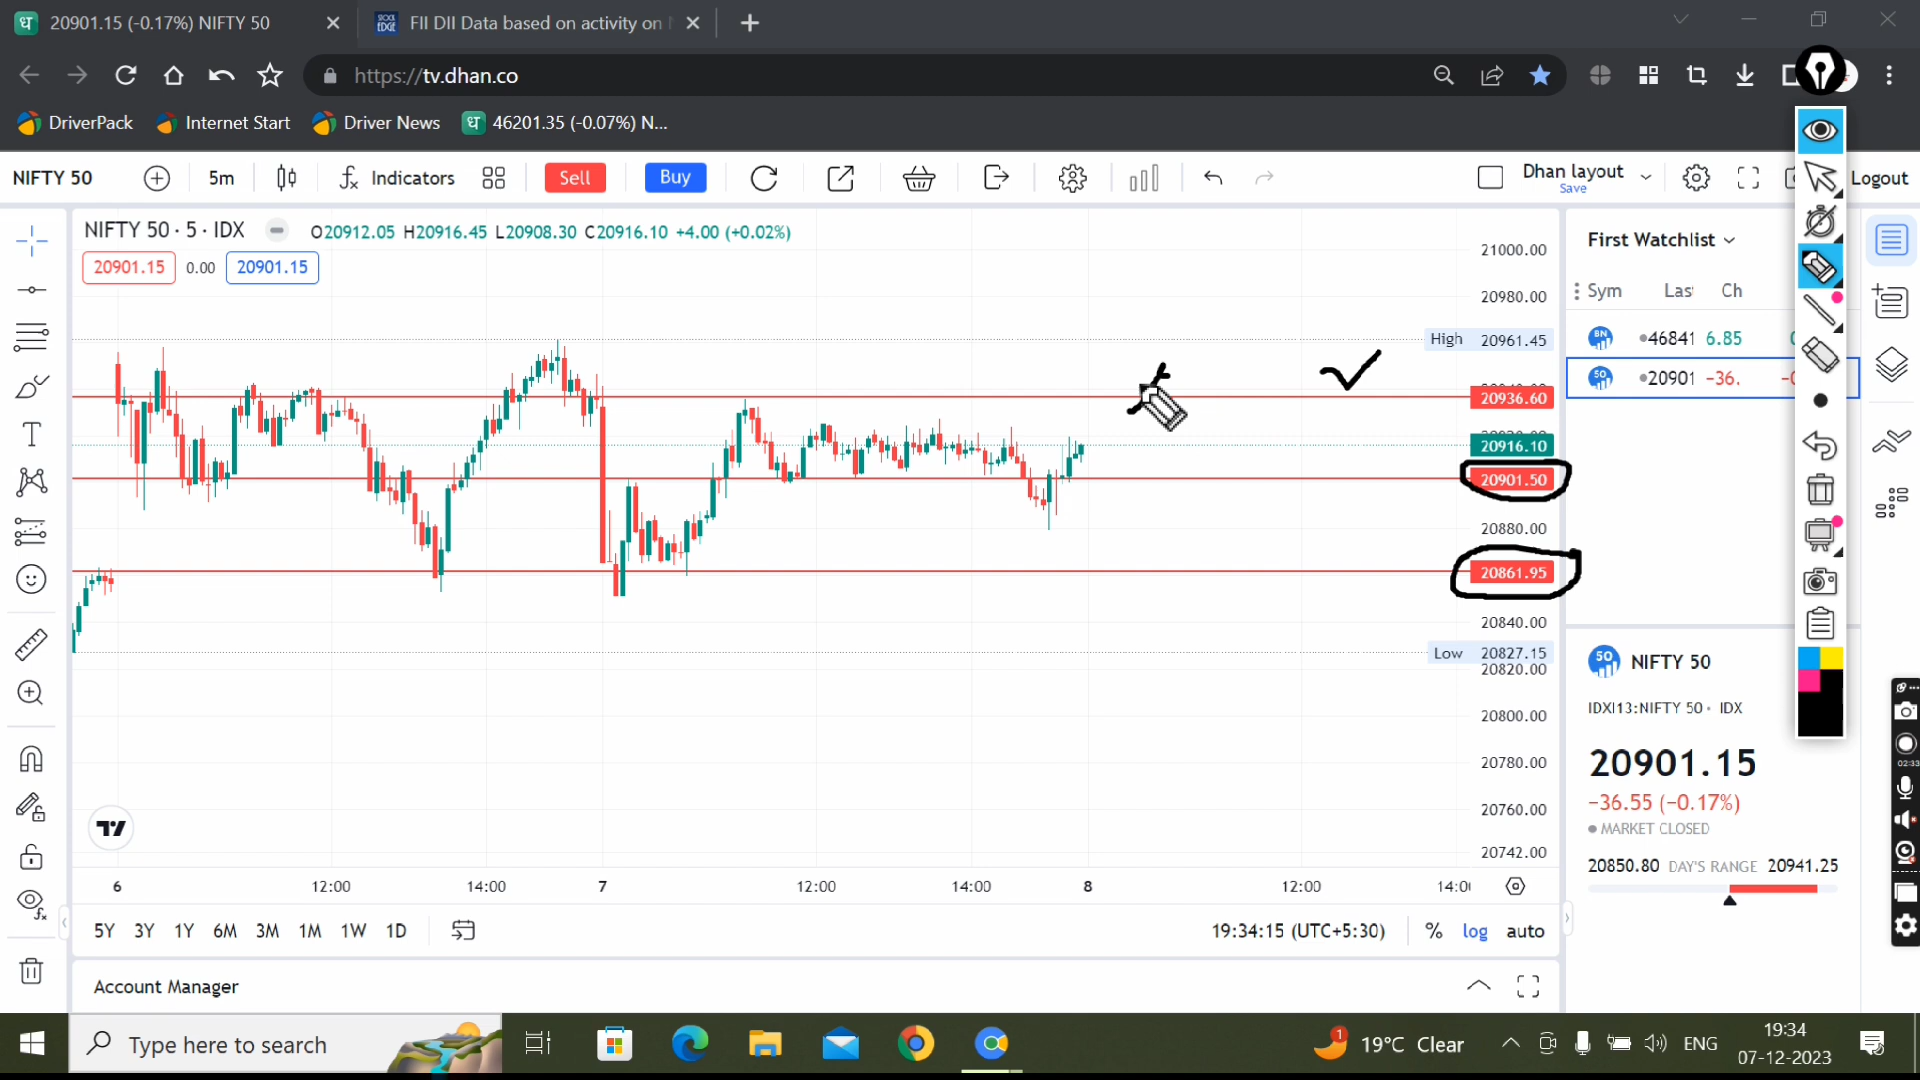 20901.15 (-0.17%) NIFTY 50
FII DII Data based on activity on
https://tv.dhan.co
DriverPack
Internet Start
Driver News
46201.35 (-0.07%) N...
NIFTY 50
5m
Indicators
Sell
Buy
Dhan layout
Save
Logout
NIFTY 50 · 5 · IDX
O20912.05 H20916.45 L20908.30 C20916.10 +4.00 (+0.02%)
20901.15
0.00
20901.15
21000.00
20980.00
High 20961.45
20936.60
20916.10
20901.50
20880.00
20861.95
20840.00
Low 20827.15
20820.00
20800.00
20780.00
20760.00
20742.00
6
12:00
14:00
7
12:00
14:00
8
12:00
5Y 3Y 1Y 6M 3M 1M 1W 1D
19:34:15 (UTC+5:30)
%
log
auto
Account Manager
First Watchlist
Sym
Las
Ch
BN
46841 6.85
50
20901 -36.
50
NIFTY 50
IDXI13:NIFTY 50 • IDX
20901.15
−36.55 (−0.17%)
MARKET CLOSED
20850.80 DAY'S RANGE 20941.25
02:33
Type here to search
1
19°C Clear
ENG
19:34
07-12-2023